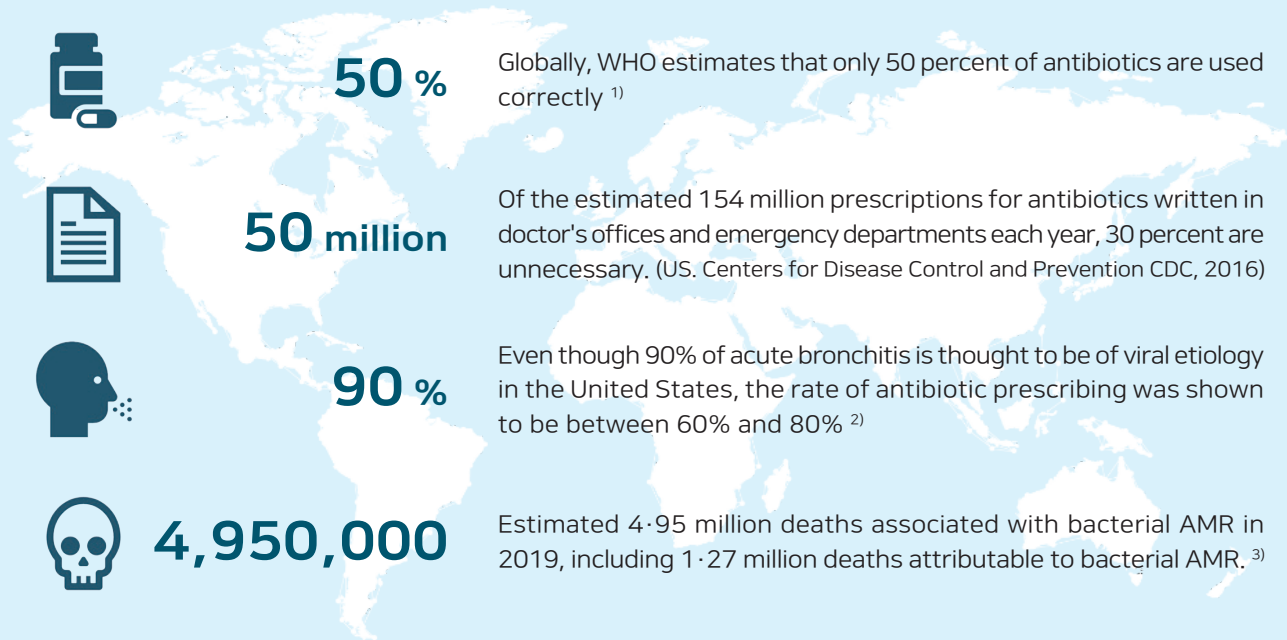 50 %
Globally, WHO estimates that only 50 percent of antibiotics are used
correctly 1)
50 million
Of the estimated 154 million prescriptions for antibiotics written in
doctor's offices and emergency departments each year, 30 percent are
unnecessary. (US. Centers for Disease Control and Prevention CDC, 2016)
90 %
Even though 90% of acute bronchitis is thought to be of viral etiology
in the United States, the rate of antibiotic prescribing was shown
to be between 60% and 80% 2)
4,950,000
Estimated 4·95 million deaths associated with bacterial AMR in
2019, including 1·27 million deaths attributable to bacterial AMR. 3)